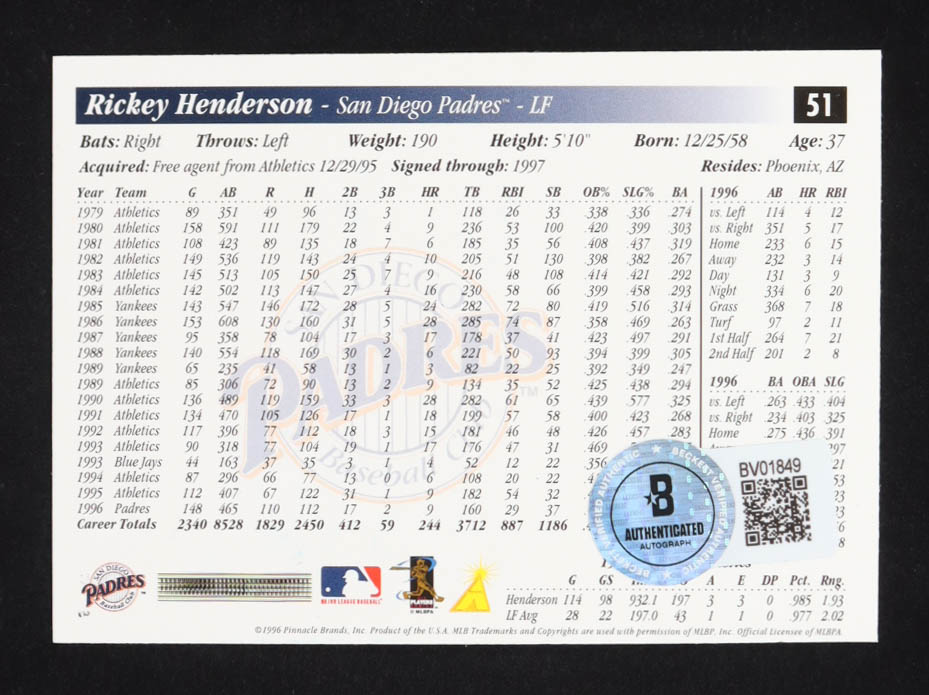 Rickey Henderson - San Diego Padres™ - LF 51
Bats: Right Throws: Left Weight: 190 Height: 5'10" Born: 12/25/58 Age: 37
Acquired: Free agent from Athletics 12/29/95 Signed through: 1997 Resides: Phoenix, AZ
Year Team G AB R H 2B 3B HR TB RBI SB OB% SLG% BA
1979 Athletics 89 351 49 96 13 3 1 118 26 33 .338 .336 .274
1980 Athletics 158 591 111 179 22 4 9 236 53 100 .420 .399 .303
1981 Athletics 108 423 89 135 18 7 6 185 35 56 .408 .437 .319
1982 Athletics 149 536 119 143 24 4 10 205 51 130 .398 .382 .267
1983 Athletics 145 513 105 150 25 7 9 216 48 108 .414 .421 .292
1984 Athletics 142 502 113 147 27 4 16 230 58 66 .399 .458 .293
1985 Yankees 143 547 146 172 28 5 24 282 72 80 .419 .516 .314
1986 Yankees 153 608 130 160 31 5 28 285 74 87 .358 .469 .263
1987 Yankees 95 358 78 104 17 3 17 178 37 41 .423 .497 .291
1988 Yankees 140 554 118 169 30 2 6 221 50 93 .394 .399 .305
1989 Yankees 65 235 41 58 13 1 3 82 22 25 .392 .349 .247
1989 Athletics 85 306 72 90 13 2 9 134 35 52 .425 .438 .294
1990 Athletics 136 489 119 159 33 3 28 282 61 65 .439 .577 .325
1991 Athletics 134 470 105 126 17 1 18 199 57 58 .400 .423 .268
1992 Athletics 117 396 77 112 18 3 15 181 46 48 .426 .457 .283
1993 Athletics 90 318 77 104 19 1 17 176 47 31 .469
1993 Blue Jays 44 163 37 35 3 1 4 52 12 22 .356
1994 Athletics 87 296 66 77 13 0 6 108 20 22
1995 Athletics 112 407 67 122 31 1 9 182 54 32
1996 Padres 148 465 110 112 17 2 9 160 29 37
Career Totals 2340 8528 1829 2450 412 59 244 3712 887 1186
1996 AB HR RBI
vs. Left 114 4 12
vs. Right 351 5 17
Home 233 6 15
Away 232 3 14
Day 131 3 9
Night 334 6 20
Grass 368 7 18
Turf 97 2 11
1st Half 264 7 21
2nd Half 201 2 8
1996 BA OBA SLG
vs. Left .263 .433 .404
vs. Right .234 .403 .325
Home .275 .436 .391
SAN DIEGO
PADRES™
Baseball Club
BECKETT VERIFIED AUTHENTIC
B
AUTHENTICATED
AUTOGRAPH
BV01849
G GS A E DP Pct. Rng.
Henderson 114 98 932.1 197 3 3 0 .985 1.93
LF Avg 28 22 197.0 43 1 1 0 .977 2.02
SAN DIEGO
PADRES
Baseball Club
MAJOR LEAGUE BASEBALL
PLAYERS
© MLBPA
©1996 Pinnacle Brands, Inc. Product of the U.S.A. MLB Trademarks and Copyrights are used with permission of MLBP, Inc. Official Licensee of MLBPA